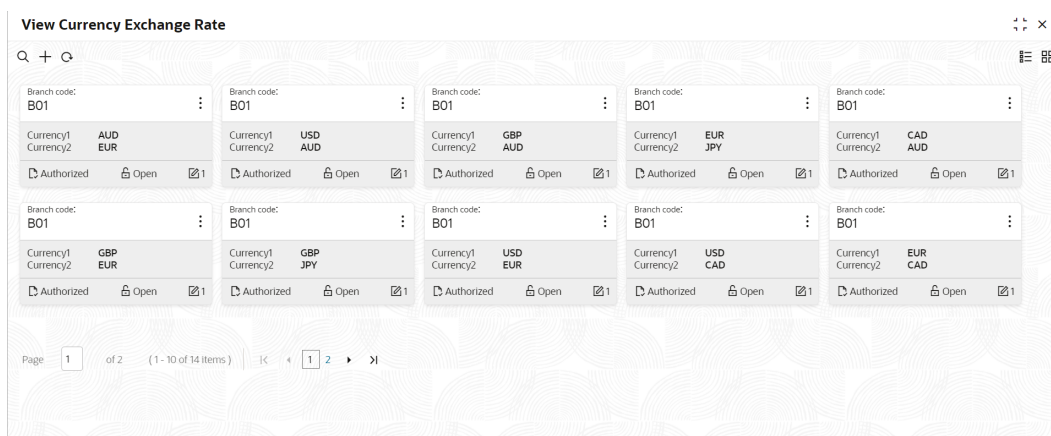 View Currency Exchange Rate
Branch code: Branch code: Branch code: Branch code: Branch code:
B01 B01 B01 B01 B01
Currency1 AUD Currency1 USD Currency1 GBP Currency1 EUR Currency1 CAD
Currency2 EUR Currency2 AUD Currency2 AUD Currency2 JPY Currency2 AUD
Authorized Open 1 Authorized Open 1 Authorized Open 1 Authorized Open 1 Authorized Open 1
Branch code: Branch code: Branch code: Branch code: Branch code:
B01 B01 B01 B01 B01
Currency1 GBP Currency1 GBP Currency1 USD Currency1 USD Currency1 EUR
Currency2 EUR Currency2 JPY Currency2 EUR Currency2 CAD Currency2 CAD
Authorized Open 1 Authorized Open 1 Authorized Open 1 Authorized Open 1 Authorized Open 1
Page 1 of 2 (1 - 10 of 14 items) 1 2